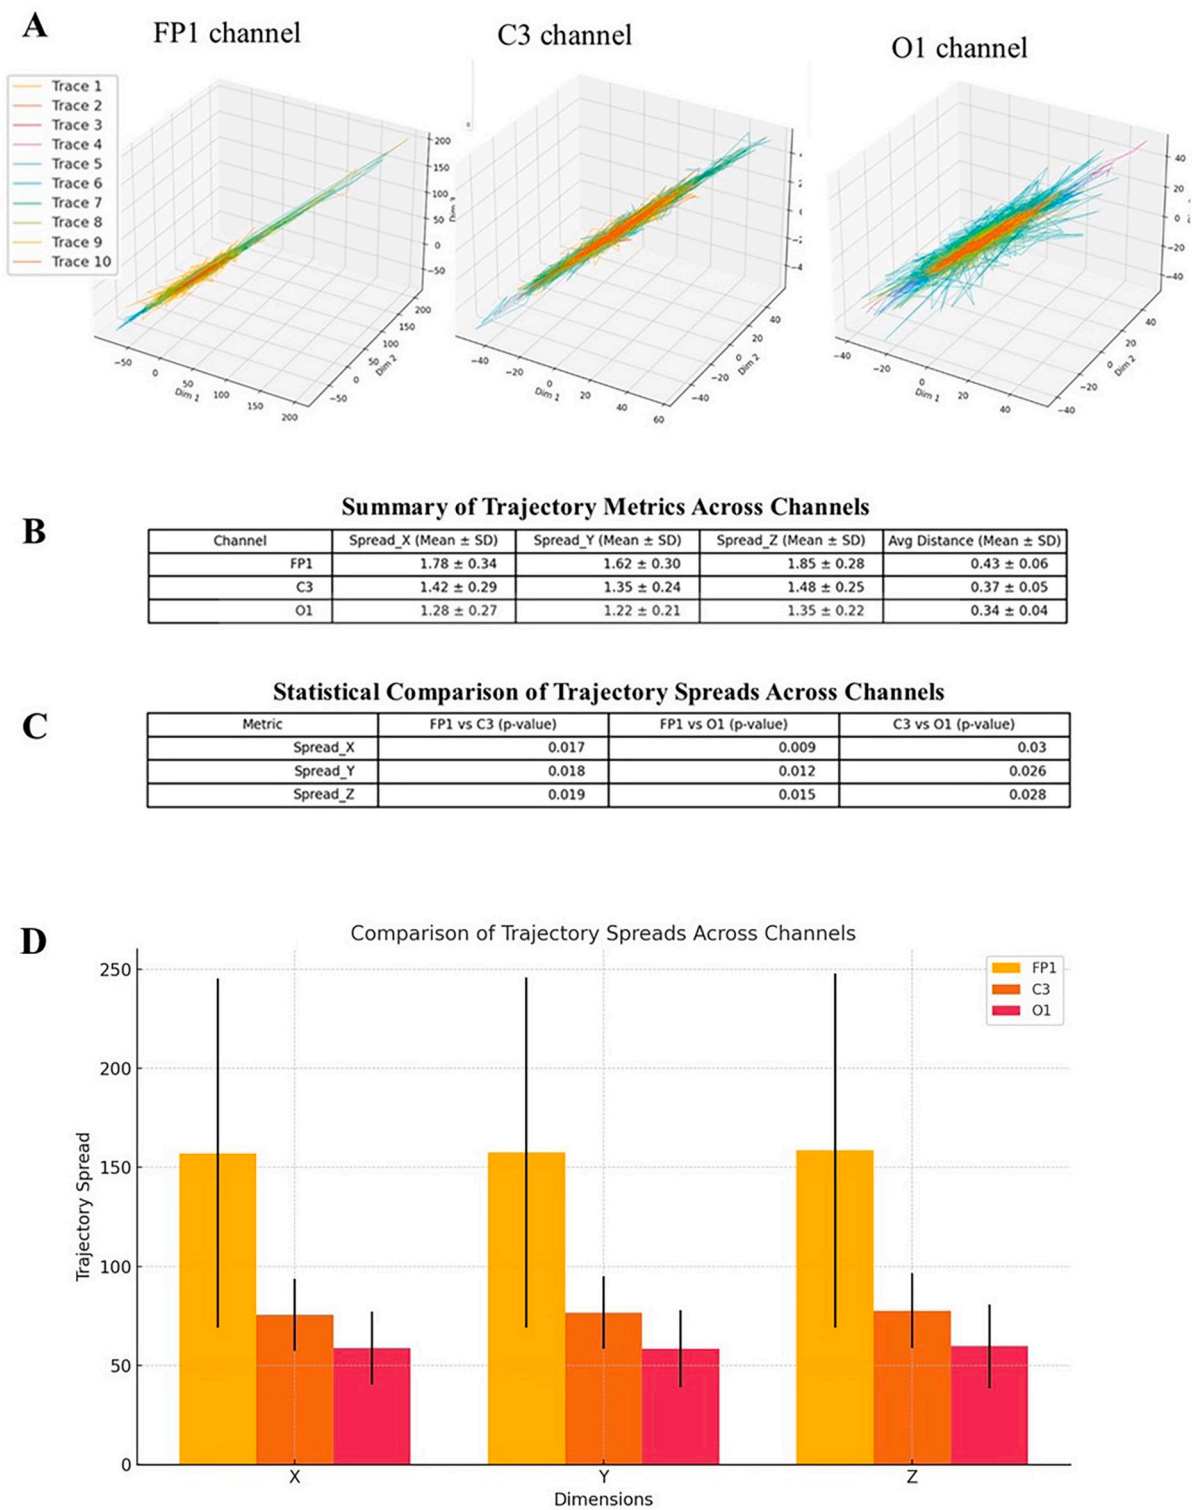 A
FP1 channel
C3 channel
O1 channel
Trace 1
Trace 2
Trace 3
Trace 4
Trace 5
Trace 6
Trace 7
Trace 8
Trace 9
Trace 10
200
150
100
50
0
−50
200
150
100
50
0
−50
Dim 2
−50
0
50
100
150
200
Dim 1
40
20
0
−20
−40
Dim 2
−40
−20
0
20
40
60
Dim 1
40
20
0
−20
−40
40
20
0
−20
−40
Dim 2
−40
−20
0
20
40
Dim 1
B
Summary of Trajectory Metrics Across Channels
Channel Spread_X (Mean ± SD) Spread_Y (Mean ± SD) Spread_Z (Mean ± SD) Avg Distance (Mean ± SD)
FP1 1.78 ± 0.34 1.62 ± 0.30 1.85 ± 0.28 0.43 ± 0.06
C3 1.42 ± 0.29 1.35 ± 0.24 1.48 ± 0.25 0.37 ± 0.05
O1 1.28 ± 0.27 1.22 ± 0.21 1.35 ± 0.22 0.34 ± 0.04
C
Statistical Comparison of Trajectory Spreads Across Channels
Metric FP1 vs C3 (p-value) FP1 vs O1 (p-value) C3 vs O1 (p-value)
Spread_X 0.017 0.009 0.03
Spread_Y 0.018 0.012 0.026
Spread_Z 0.019 0.015 0.028
D
Comparison of Trajectory Spreads Across Channels
FP1
C3
O1
250
200
150
100
50
0
Trajectory Spread
X Y Z
Dimensions